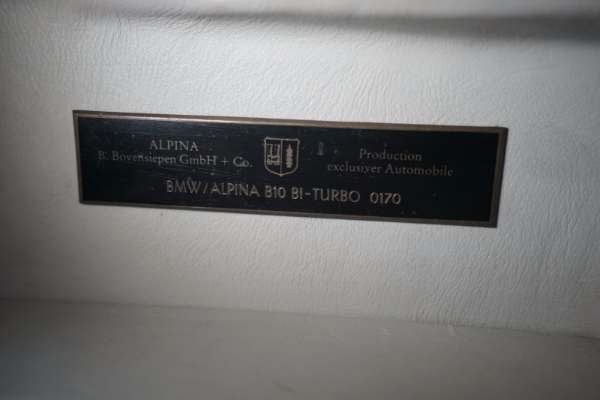 ALPINA
B. Bovensiepen GmbH + Co.
Production
exclusiver Automobile
BMW/ALPINA B10 BI-TURBO 0170